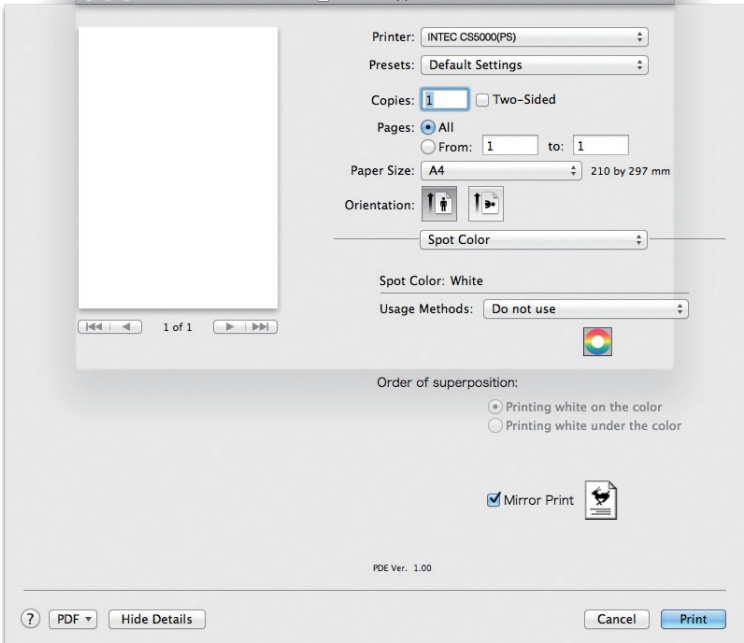 Printer: INTEC CS5000(PS)
Presets: Default Settings
Copies: 1 Two-Sided
Pages: All
From: 1 to: 1
Paper Size: A4 210 by 297 mm
Orientation:
Spot Color
Spot Color: White
Usage Methods: Do not use
1 of 1
Order of superposition:
Printing white on the color
Printing white under the color
Mirror Print
PDE Ver. 1.00
? PDF Hide Details Cancel Print